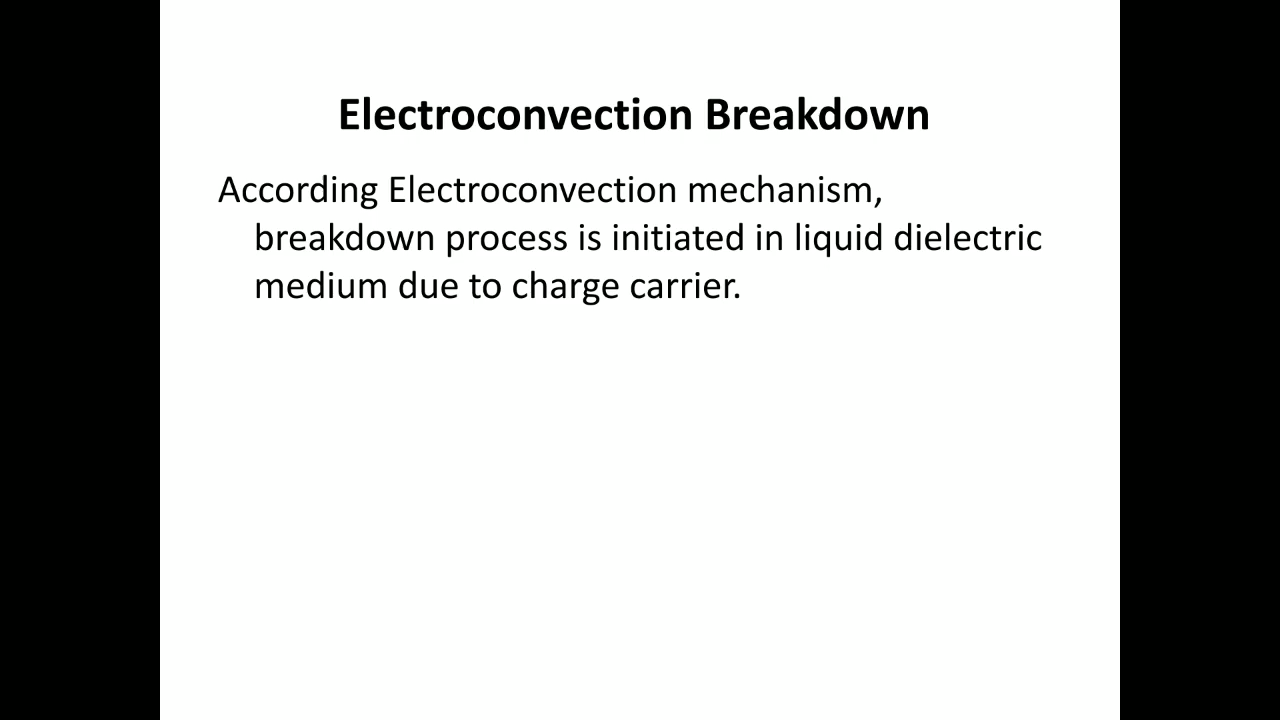 Electroconvection Breakdown
According Electroconvection mechanism,
breakdown process is initiated in liquid dielectric
medium due to charge carrier.